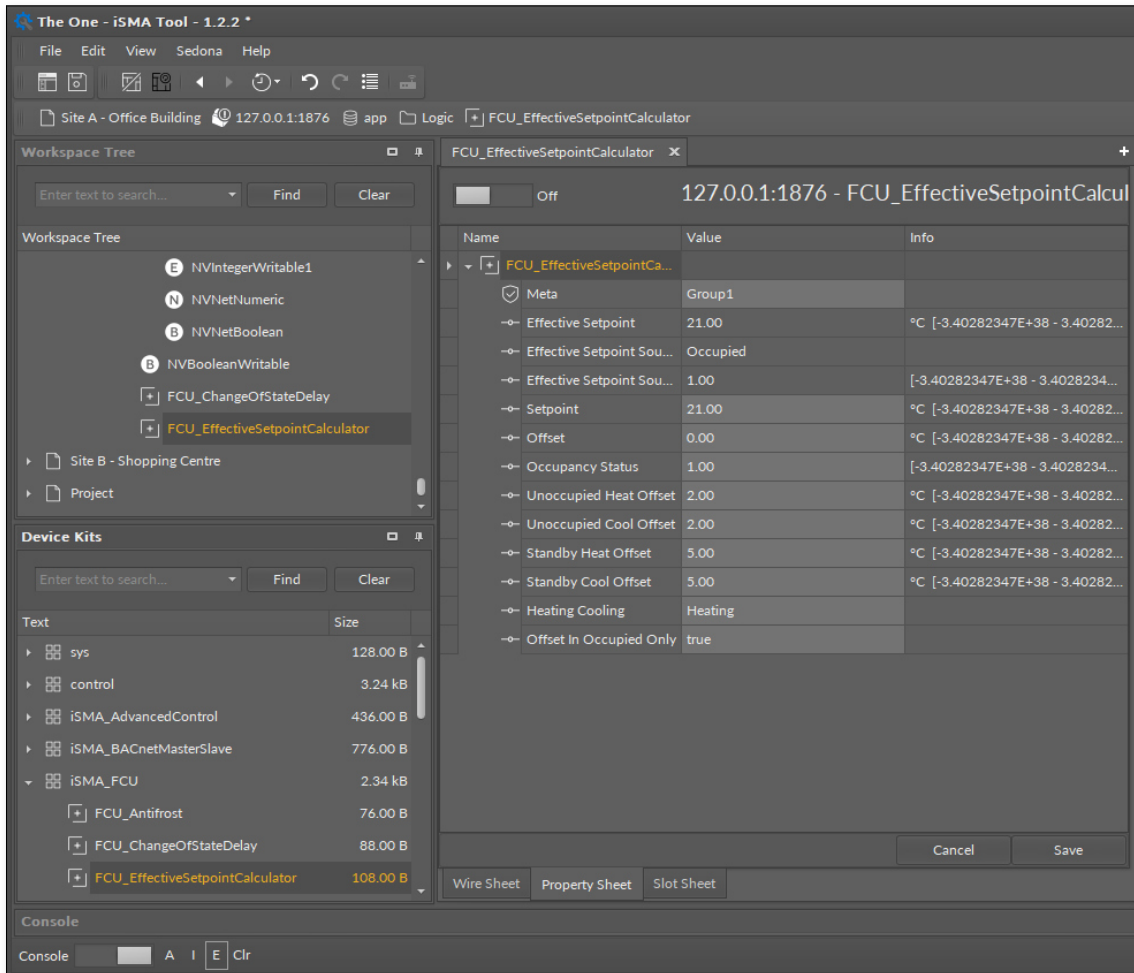 The One - iSMA Tool - 1.2.2 *
File Edit View Sedona Help
Site A - Office Building 127.0.0.1:1876 app Logic FCU_EffectiveSetpointCalculator
Workspace Tree
Enter text to search... Find Clear
Workspace Tree
E NVIntegerWritable1
N NVNetNumeric
B NVNetBoolean
B NVBooleanWritable
FCU_ChangeOfStateDelay
FCU_EffectiveSetpointCalculator
Site B - Shopping Centre
Project
Device Kits
Enter text to search... Find Clear
Text Size
sys 128.00 B
control 3.24 kB
iSMA_AdvancedControl 436.00 B
iSMA_BACnetMasterSlave 776.00 B
iSMA_FCU 2.34 kB
FCU_Antifrost 76.00 B
FCU_ChangeOfStateDelay 88.00 B
FCU_EffectiveSetpointCalculator 108.00 B
FCU_EffectiveSetpointCalculator
Off 127.0.0.1:1876 - FCU_EffectiveSetpointCalcul
Name Value Info
FCU_EffectiveSetpointCa...
Meta Group1
Effective Setpoint 21.00 °C [-3.40282347E+38 - 3.40282...
Effective Setpoint Sou... Occupied
Effective Setpoint Sou... 1.00 [-3.40282347E+38 - 3.4028234...
Setpoint 21.00 °C [-3.40282347E+38 - 3.40282...
Offset 0.00 °C [-3.40282347E+38 - 3.40282...
Occupancy Status 1.00 [-3.40282347E+38 - 3.4028234...
Unoccupied Heat Offset 2.00 °C [-3.40282347E+38 - 3.40282...
Unoccupied Cool Offset 2.00 °C [-3.40282347E+38 - 3.40282...
Standby Heat Offset 5.00 °C [-3.40282347E+38 - 3.40282...
Standby Cool Offset 5.00 °C [-3.40282347E+38 - 3.40282...
Heating Cooling Heating
Offset In Occupied Only true
Cancel Save
Wire Sheet Property Sheet Slot Sheet
Console
Console A I E Clr